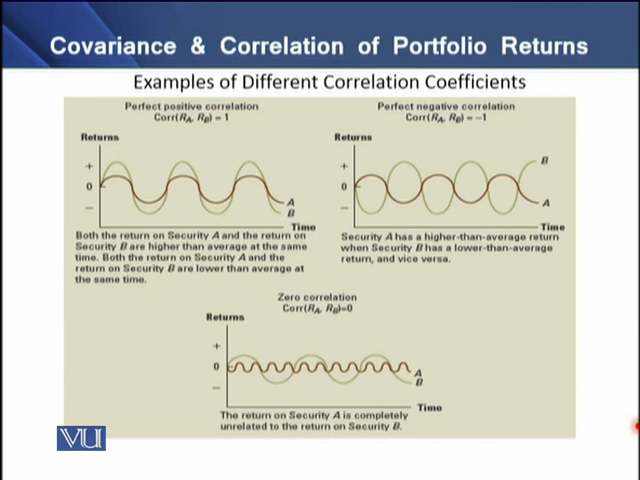 Covariance & Correlation of Portfolio Returns
Examples of Different Correlation Coefficients
Perfect positive correlation
Corr(RA, RB) = 1
Returns
+
0
−
A
B
Time
Both the return on Security A and the return on
Security B are higher than average at the same
time. Both the return on Security A and the
return on Security B are lower than average at
the same time.
Perfect negative correlation
Corr(RA, RB) = −1
Returns
+
0
−
B
A
Time
Security A has a higher-than-average return
when Security B has a lower-than-average
return, and vice versa.
Zero correlation
Corr(RA, RB)=0
Returns
+
0
−
A
B
Time
The return on Security A is completely
unrelated to the return on Security B.
VU